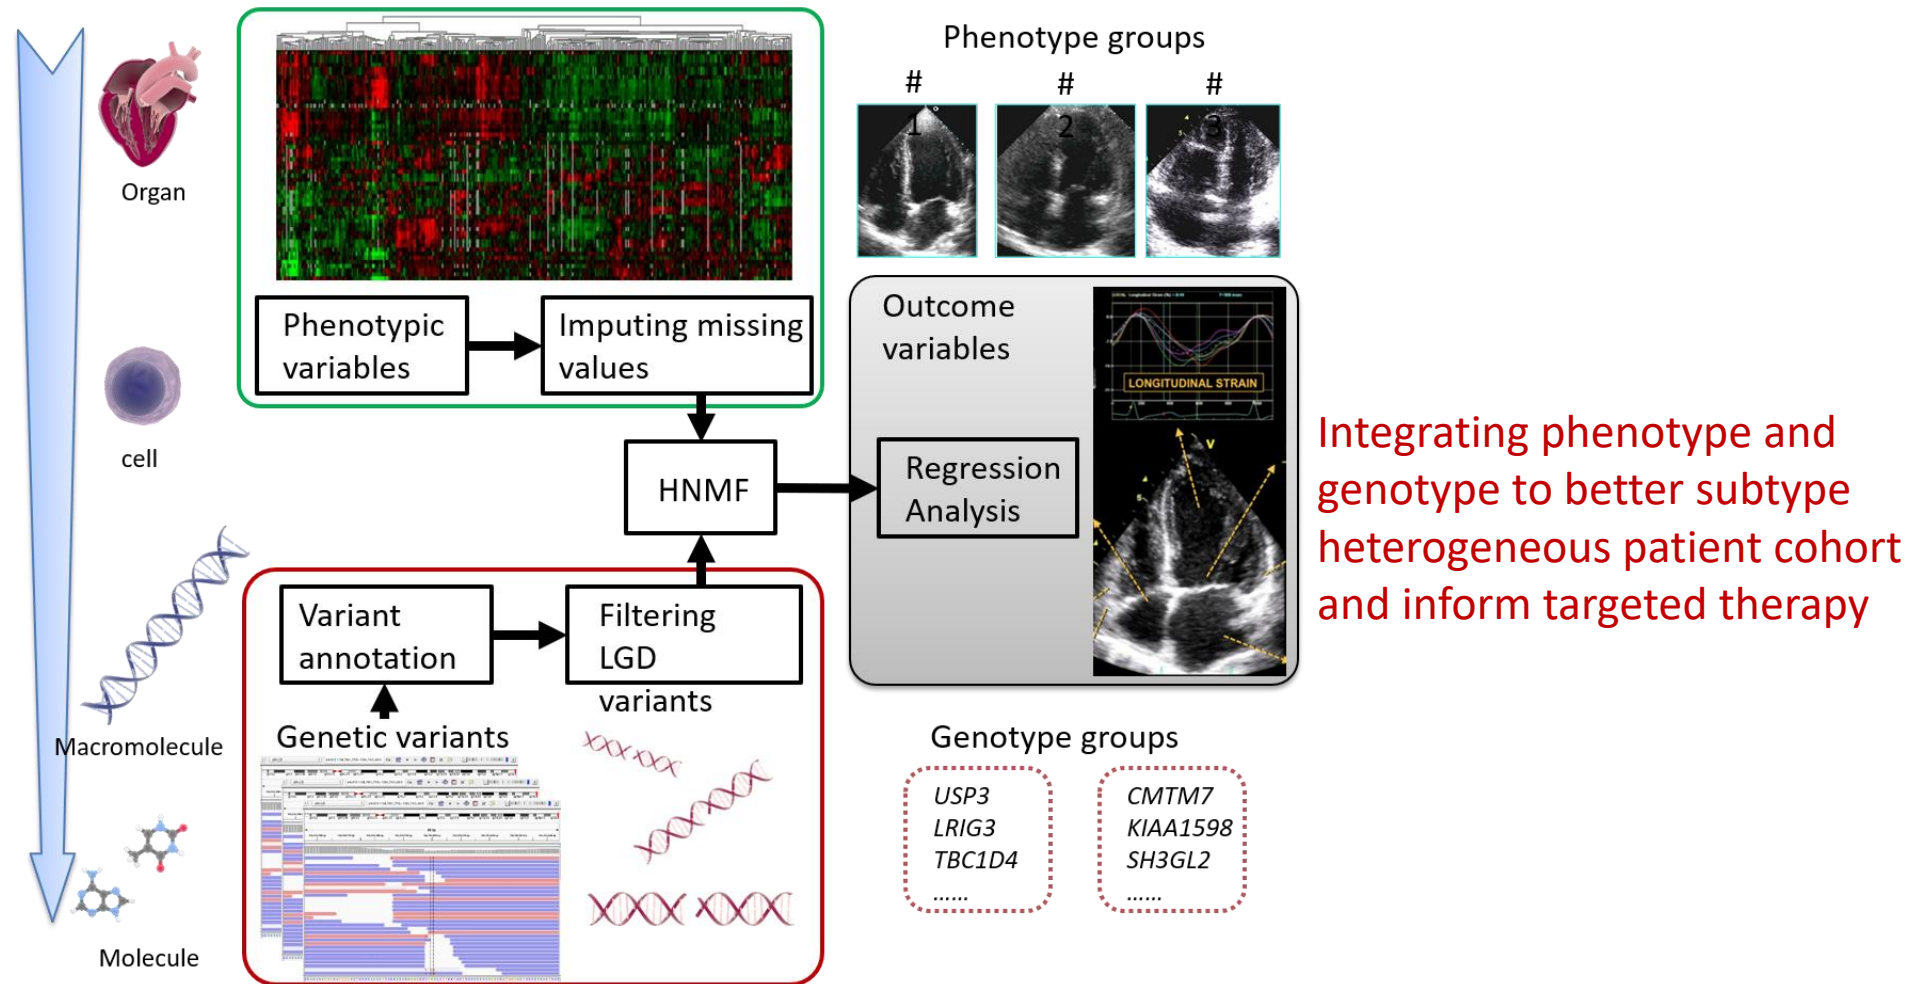 Organ
cell
Macromolecule
Molecule
Phenotypic
variables
Imputing missing
values
HNMF
Variant
annotation
Filtering
LGD
variants
Genetic variants
Phenotype groups
# # #
1 2 3
Outcome
variables
LONGITUDINAL STRAIN
V
Regression
Analysis
Genotype groups
USP3
LRIG3
TBC1D4
......
CMTM7
KIAA1598
SH3GL2
......
Integrating phenotype and
genotype to better subtype
heterogeneous patient cohort
and inform targeted therapy